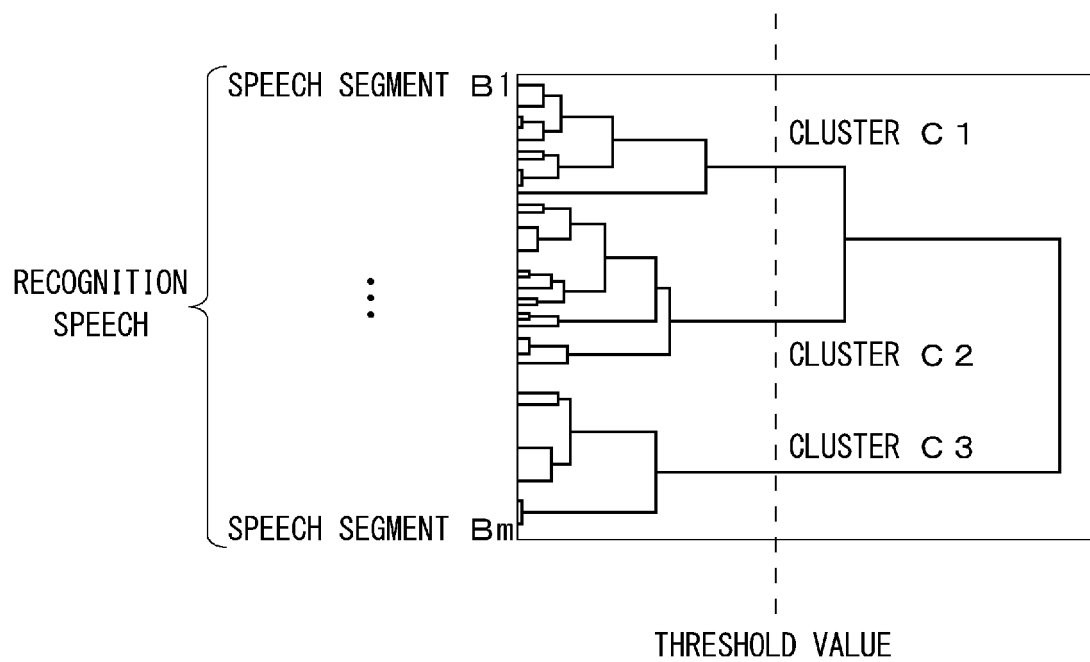 SPEECH SEGMENT B1
CLUSTER C1
RECOGNITION
SPEECH
CLUSTER C2
CLUSTER C3
SPEECH SEGMENT Bm
THRESHOLD VALUE